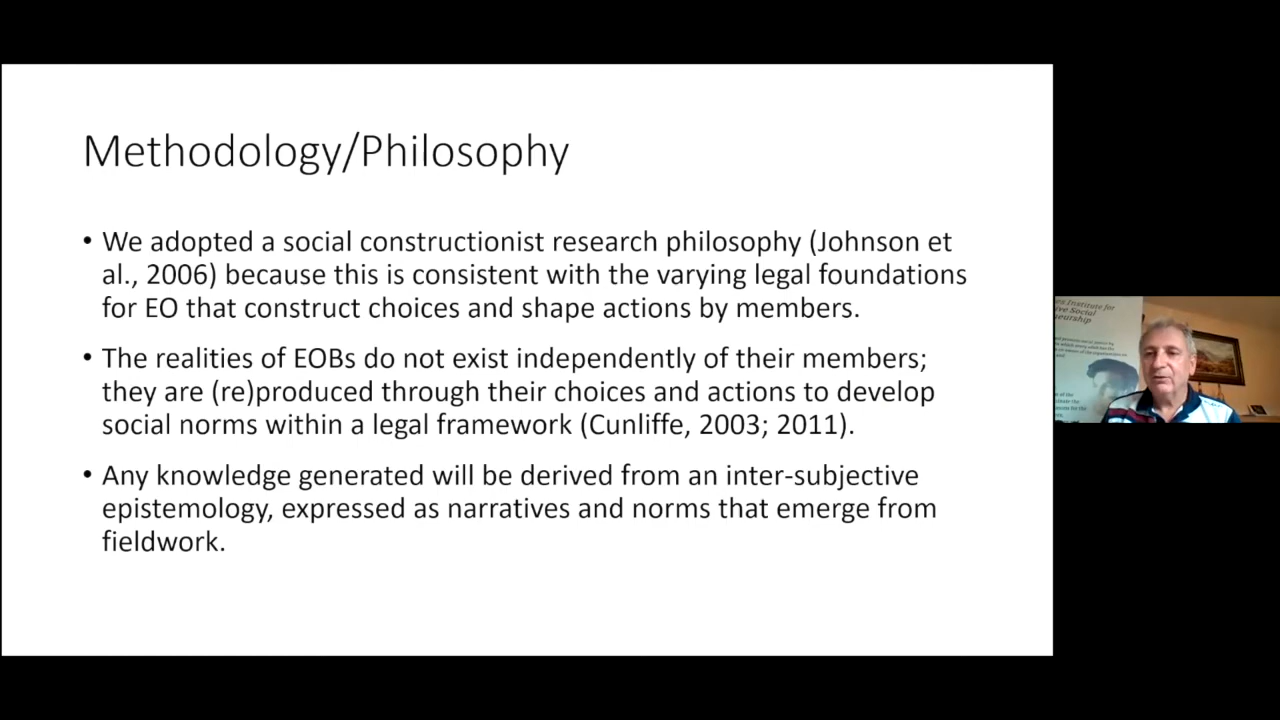 Methodology/Philosophy
• We adopted a social constructionist research philosophy (Johnson et
al., 2006) because this is consistent with the varying legal foundations
for EO that construct choices and shape actions by members.
• The realities of EOBs do not exist independently of their members;
they are (re)produced through their choices and actions to develop
social norms within a legal framework (Cunliffe, 2003; 2011).
• Any knowledge generated will be derived from an inter-subjective
epistemology, expressed as narratives and norms that emerge from
fieldwork.
Institute for
Social